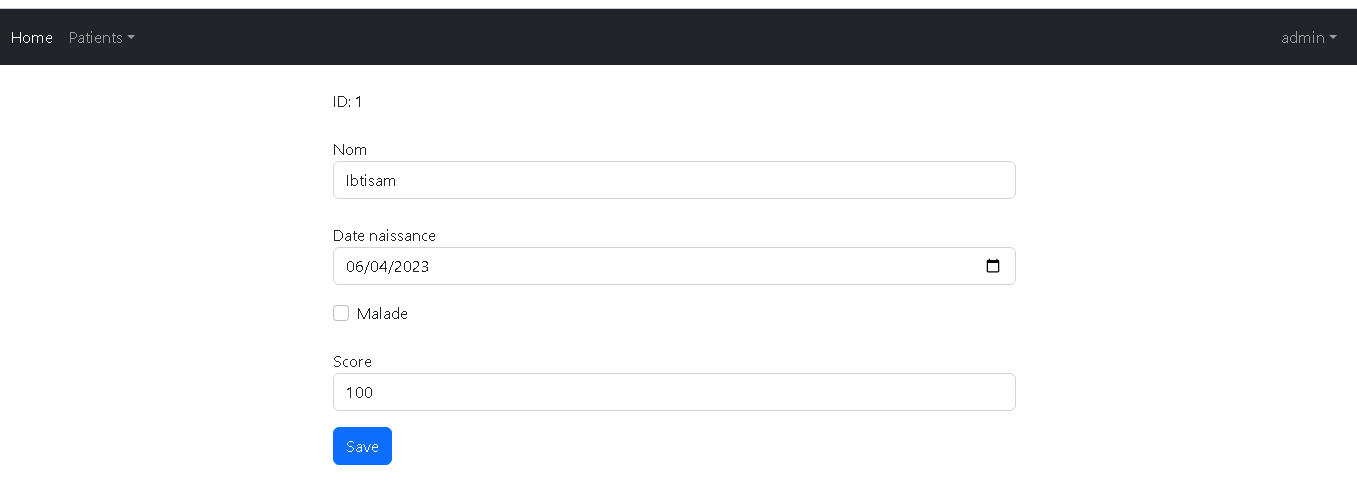 Home Patients admin
ID: 1
Nom
Ibtisam
Date naissance
06/04/2023
Malade
Score
100
Save